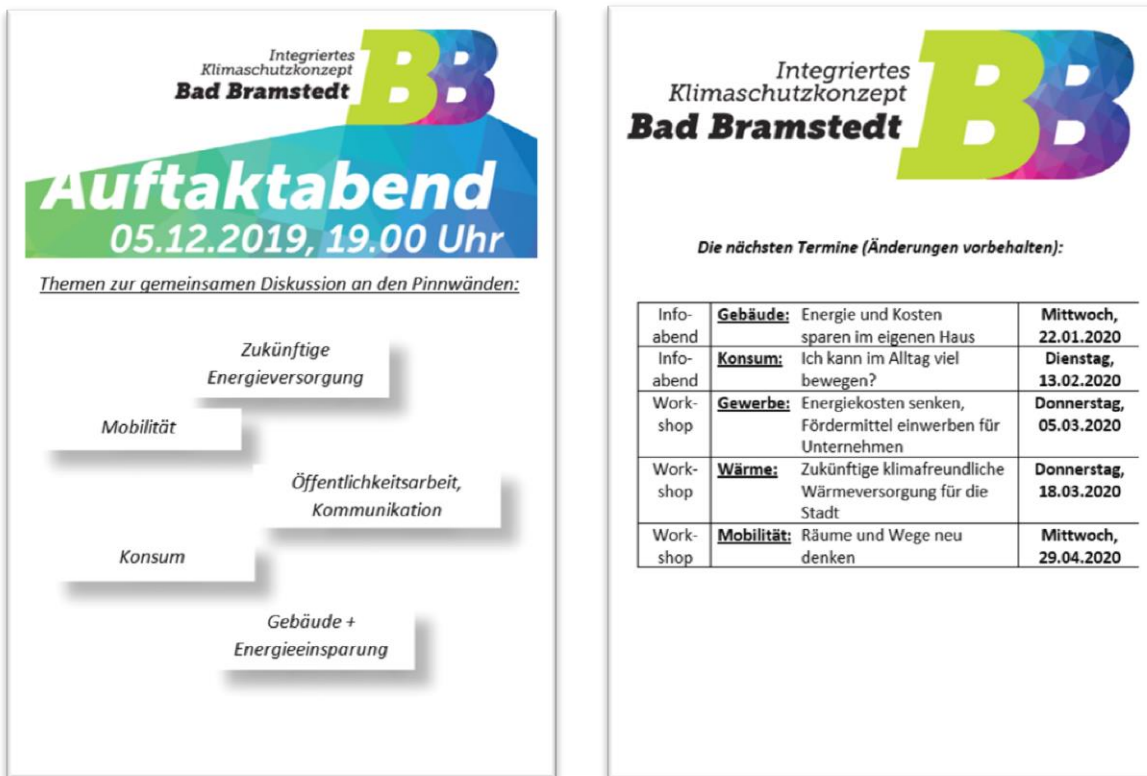 Integriertes
Klimaschutzkonzept
Bad Bramstedt
BB
Auftaktabend
05.12.2019, 19.00 Uhr
Themen zur gemeinsamen Diskussion an den Pinnwänden:
Zukünftige
Energieversorgung
Mobilität
Öffentlichkeitsarbeit,
Kommunikation
Konsum
Gebäude +
Energieeinsparung
Integriertes
Klimaschutzkonzept
Bad Bramstedt
BB
Die nächsten Termine (Änderungen vorbehalten):
Info- Gebäude: Energie und Kosten Mittwoch,
abend sparen im eigenen Haus 22.01.2020
Info- Konsum: Ich kann im Alltag viel Dienstag,
abend bewegen? 13.02.2020
Work- Gewerbe: Energiekosten senken, Donnerstag,
shop Fördermittel einwerben für 05.03.2020
Unternehmen
Work- Wärme: Zukünftige klimafreundliche Donnerstag,
shop Wärmeversorgung für die 18.03.2020
Stadt
Work- Mobilität: Räume und Wege neu Mittwoch,
shop denken 29.04.2020